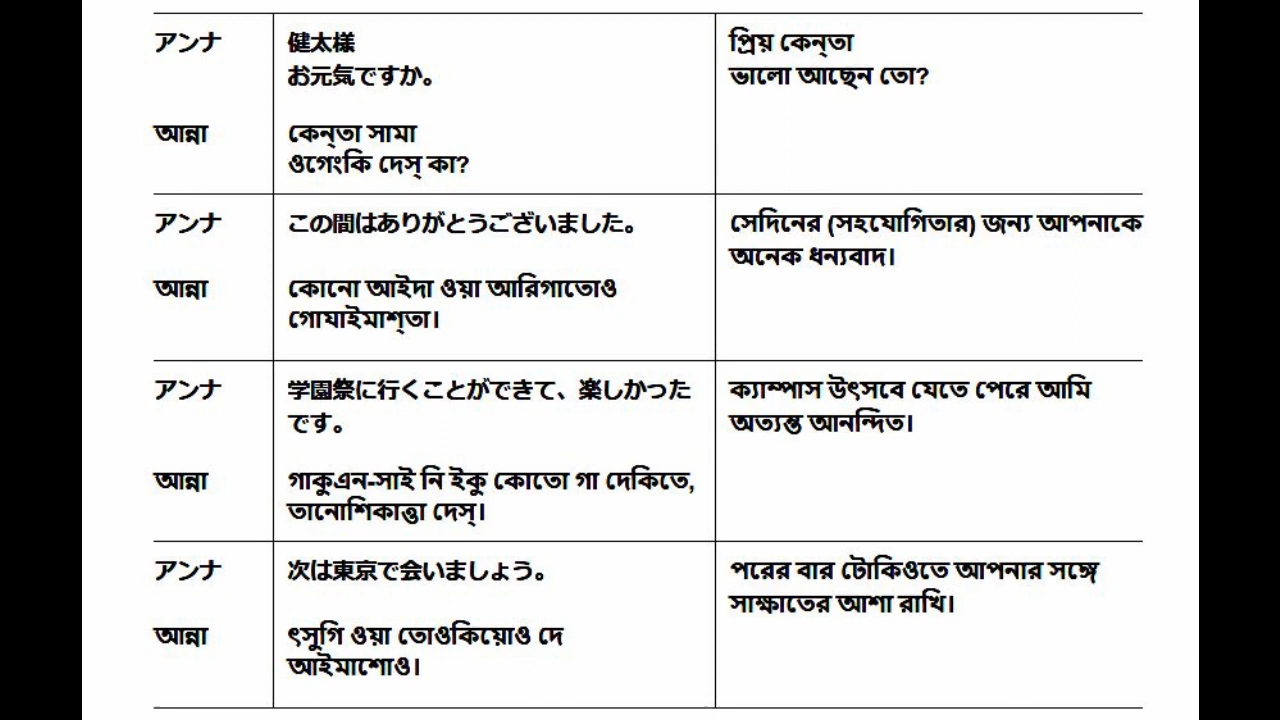 アンナ
健太様
お元気ですか。
প্রিয় কেন্‌তা
ভালো আছেন তো?
আন্না
কেন্‌তা সামা
ওগেংকি দেস্‌ কা?
アンナ
この間はありがとうございました。
সেদিনের (সহযোগিতার) জন্য আপনাকে
অনেক ধন্যবাদ।
আন্না
কোনো আইদা ওয়া আরিগাতোও
গোযাইমাশ্‌তা।
アンナ
学園祭に行くことができて、楽しかった
です。
ক্যাম্পাস উৎসবে যেতে পেরে আমি
অত্যন্ত আনন্দিত।
আন্না
গাকুএন-সাই নি ইকু কোতো গা দেকিতে,
তানোশিকাত্তা দেস্‌।
アンナ
次は東京で会いましょう。
পরের বার টোকিওতে আপনার সঙ্গে
সাক্ষাতের আশা রাখি।
আন্না
ৎসুগি ওয়া তোওকিয়োও দে
আইমাশোও।